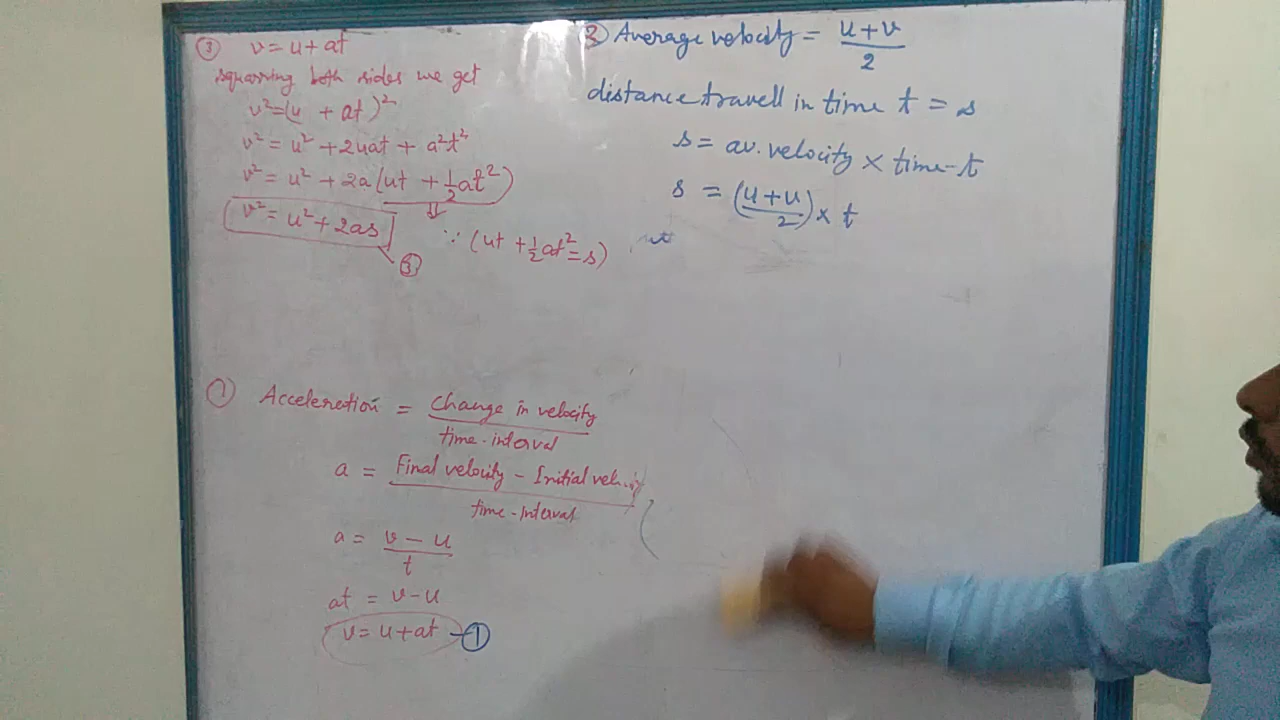 ③ v = u + at
squarring both sides we get
v²=(u + at)²
v² = u² + 2uat + a²t²
v² = u² + 2a(ut + ½at²)
⇓
v² = u² + 2as
③
∵ (ut + ½at² = s)
② Average velocity = u + v / 2
distance travell in time t = s
s = av. velocity × time - t
s = (u + u / 2) × t
① Acceleration = change in velocity / time - interval
a = Final velocity - Initial velocity / time - interval
a = v - u / t
at = v - u
v = u + at - ①